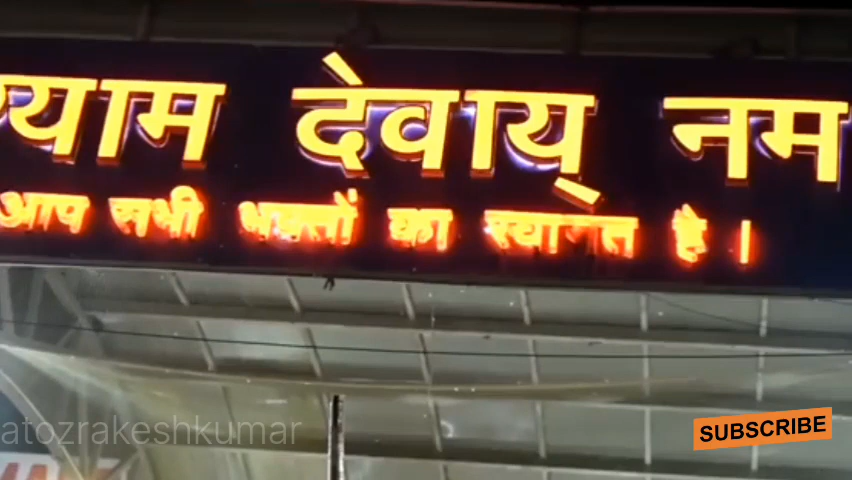 श्याम देवाय् नम
आप सभी भक्तों का स्वागत है।
atozrakeshkumar
SUBSCRIBE